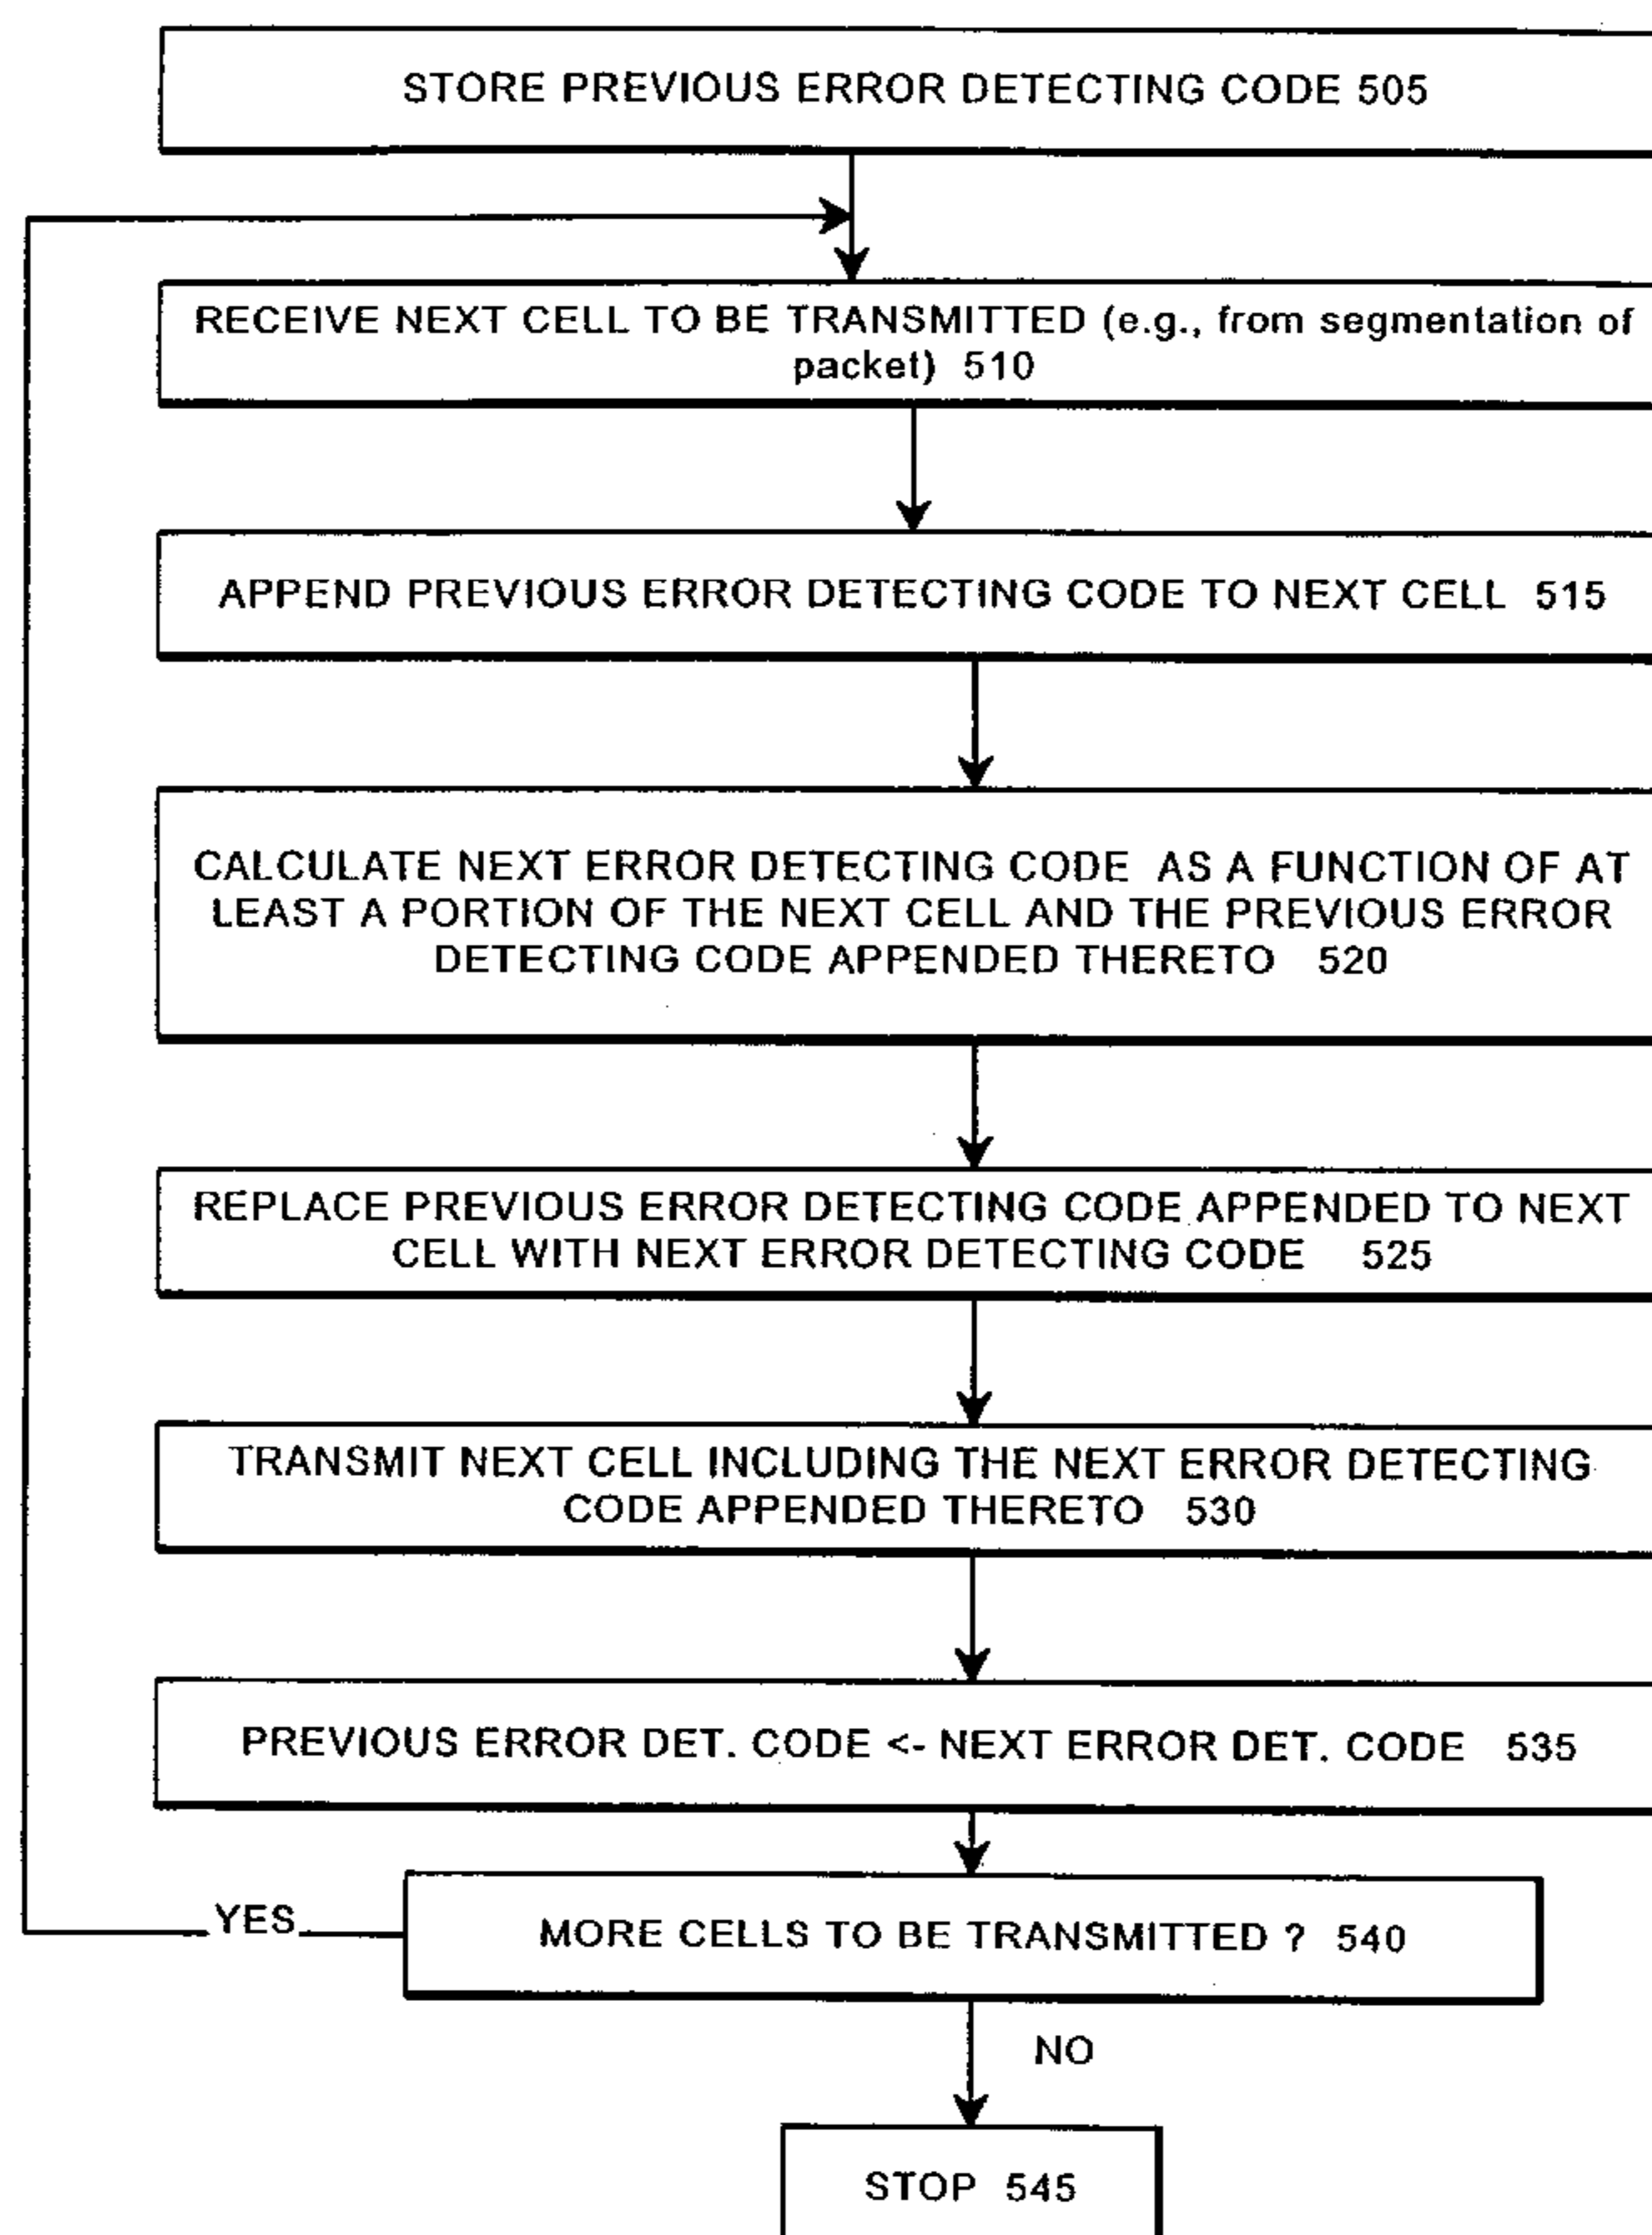 STORE PREVIOUS ERROR DETECTING CODE 505
RECEIVE NEXT CELL TO BE TRANSMITTED (e.g., from segmentation of
packet) 510
APPEND PREVIOUS ERROR DETECTING CODE TO NEXT CELL 515
CALCULATE NEXT ERROR DETECTING CODE AS A FUNCTION OF AT
LEAST A PORTION OF THE NEXT CELL AND THE PREVIOUS ERROR
DETECTING CODE APPENDED THERETO 520
REPLACE PREVIOUS ERROR DETECTING CODE APPENDED TO NEXT
CELL WITH NEXT ERROR DETECTING CODE 525
TRANSMIT NEXT CELL INCLUDING THE NEXT ERROR DETECTING
CODE APPENDED THERETO 530
PREVIOUS ERROR DET. CODE <- NEXT ERROR DET. CODE 535
YES
MORE CELLS TO BE TRANSMITTED ? 540
NO
STOP 545